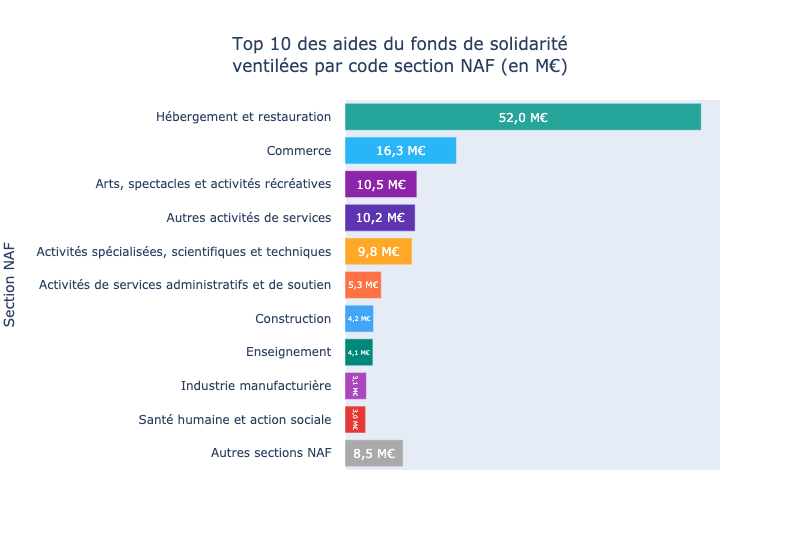 Top 10 des aides du fonds de solidarité
ventilées par code section NAF (en M€)
Section NAF
Hébergement et restauration 52,0 M€
Commerce 16,3 M€
Arts, spectacles et activités récréatives 10,5 M€
Autres activités de services 10,2 M€
Activités spécialisées, scientifiques et techniques 9,8 M€
Activités de services administratifs et de soutien 5,3 M€
Construction 4,2 M€
Enseignement 4,1 M€
Industrie manufacturière 3,1 M€
Santé humaine et action sociale 3,0 M€
Autres sections NAF 8,5 M€